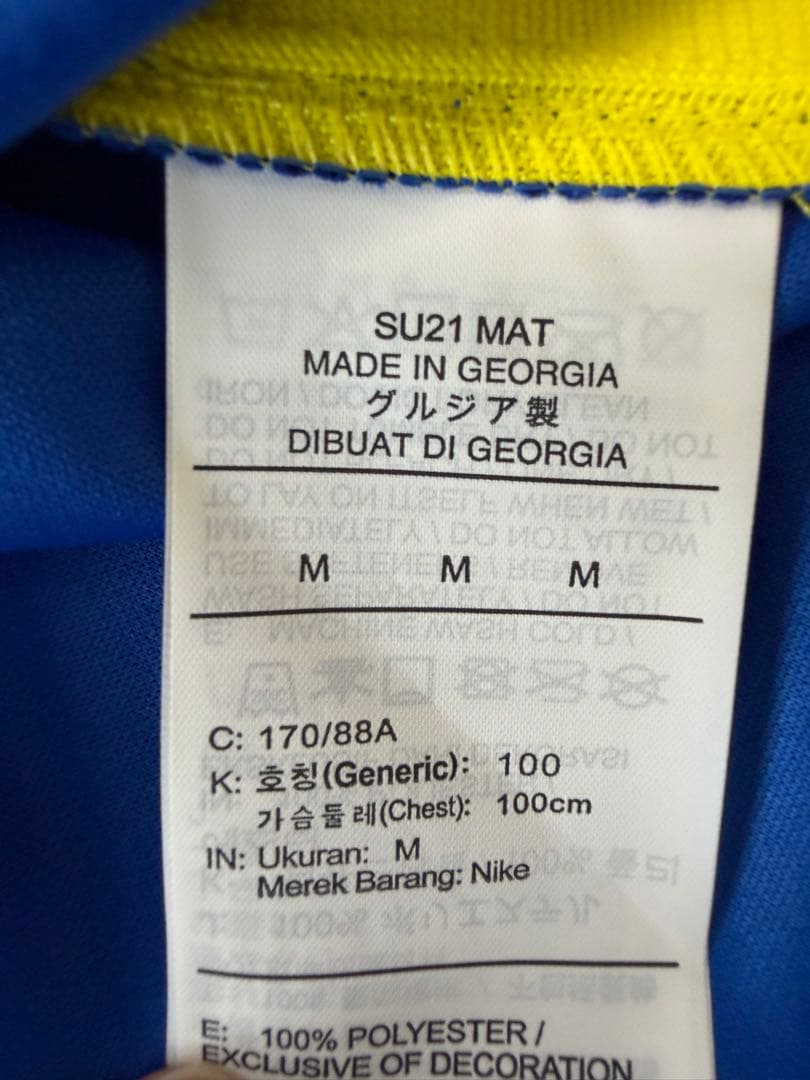 SU21 MAT
MADE IN GEORGIA
グルジア製
DIBUAT DI GEORGIA
M M M
C: 170/88A
K: 호칭(Generic): 100
가슴둘레(Chest): 100cm
IN: Ukuran: M
Merek Barang: Nike
E: 100% POLYESTER /
EXCLUSIVE OF DECORATION